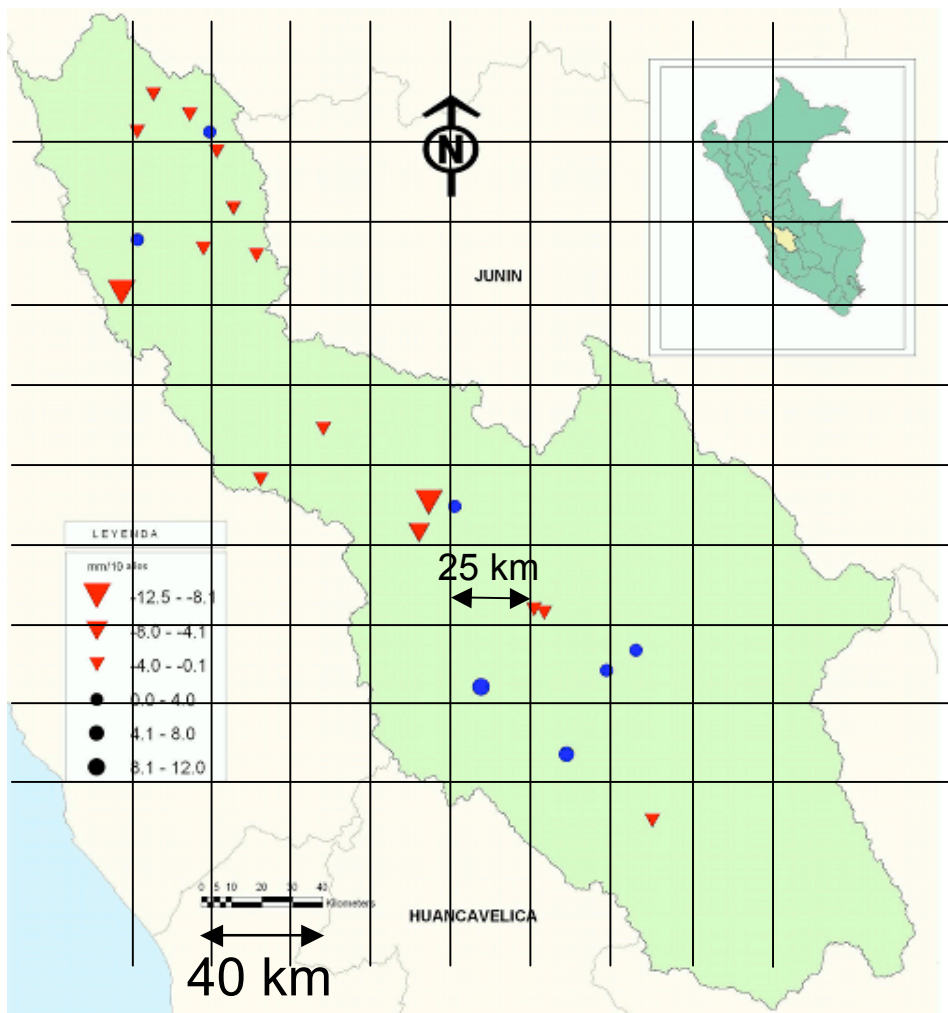 N
JUNIN
LEYENDA
mm/10 años
-12.5 - -8.1
-8.0 - -4.1
-4.0 - -0.1
0.0 - 4.0
4.1 - 8.0
8.1 - 12.0
25 km
0 5 10 20 30 40
Kilometers
HUANCAVELICA
40 km